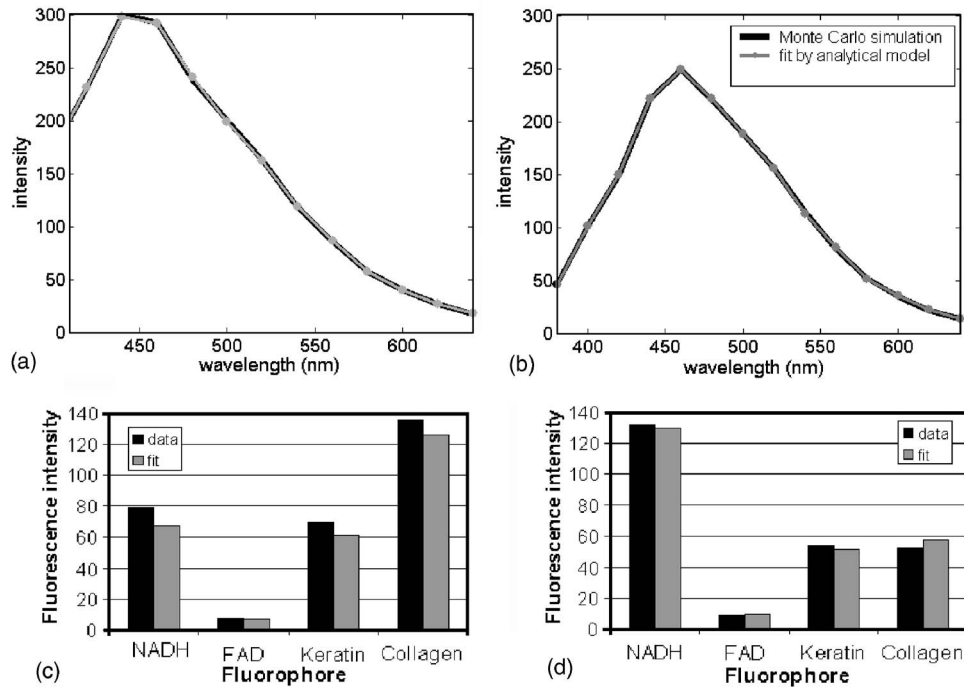 300
250
200
150
100
50
0
intensity
450
500
550
600
wavelength (nm)
(a)
300
250
200
150
100
50
0
intensity
Monte Carlo simulation
fit by analytical model
400
450
500
550
600
wavelength (nm)
(b)
140
120
100
80
60
40
20
0
Fluorescence intensity
data
fit
NADH
FAD
Keratin
Collagen
Fluorophore
(c)
140
120
100
80
60
40
20
0
Fluorescence intensity
data
fit
NADH
FAD
Keratin
Collagen
Fluorophore
(d)